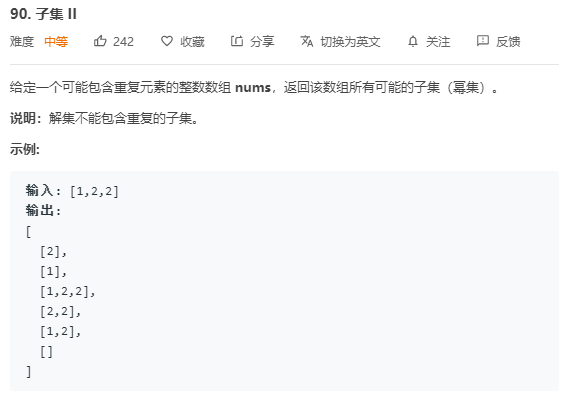 90. 子集 II
难度 中等 242 收藏 分享 切换为英文 关注 反馈
给定一个可能包含重复元素的整数数组 nums，返回该数组所有可能的子集（幂集）。
说明：解集不能包含重复的子集。
示例:
输入: [1,2,2]
输出:
[
  [2],
  [1],
  [1,2,2],
  [2,2],
  [1,2],
  []
]